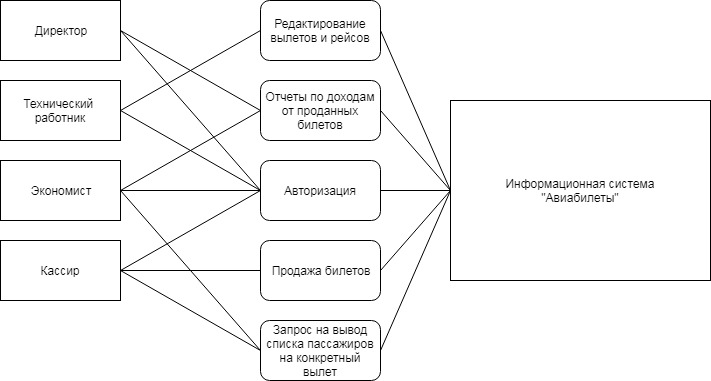 Директор
Технический
работник
Экономист
Кассир
Редактирование
вылетов и рейсов
Отчеты по доходам
от проданных
билетов
Авторизация
Продажа билетов
Запрос на вывод
списка пассажиров
на конкретный
вылет
Информационная система
"Авиабилеты"